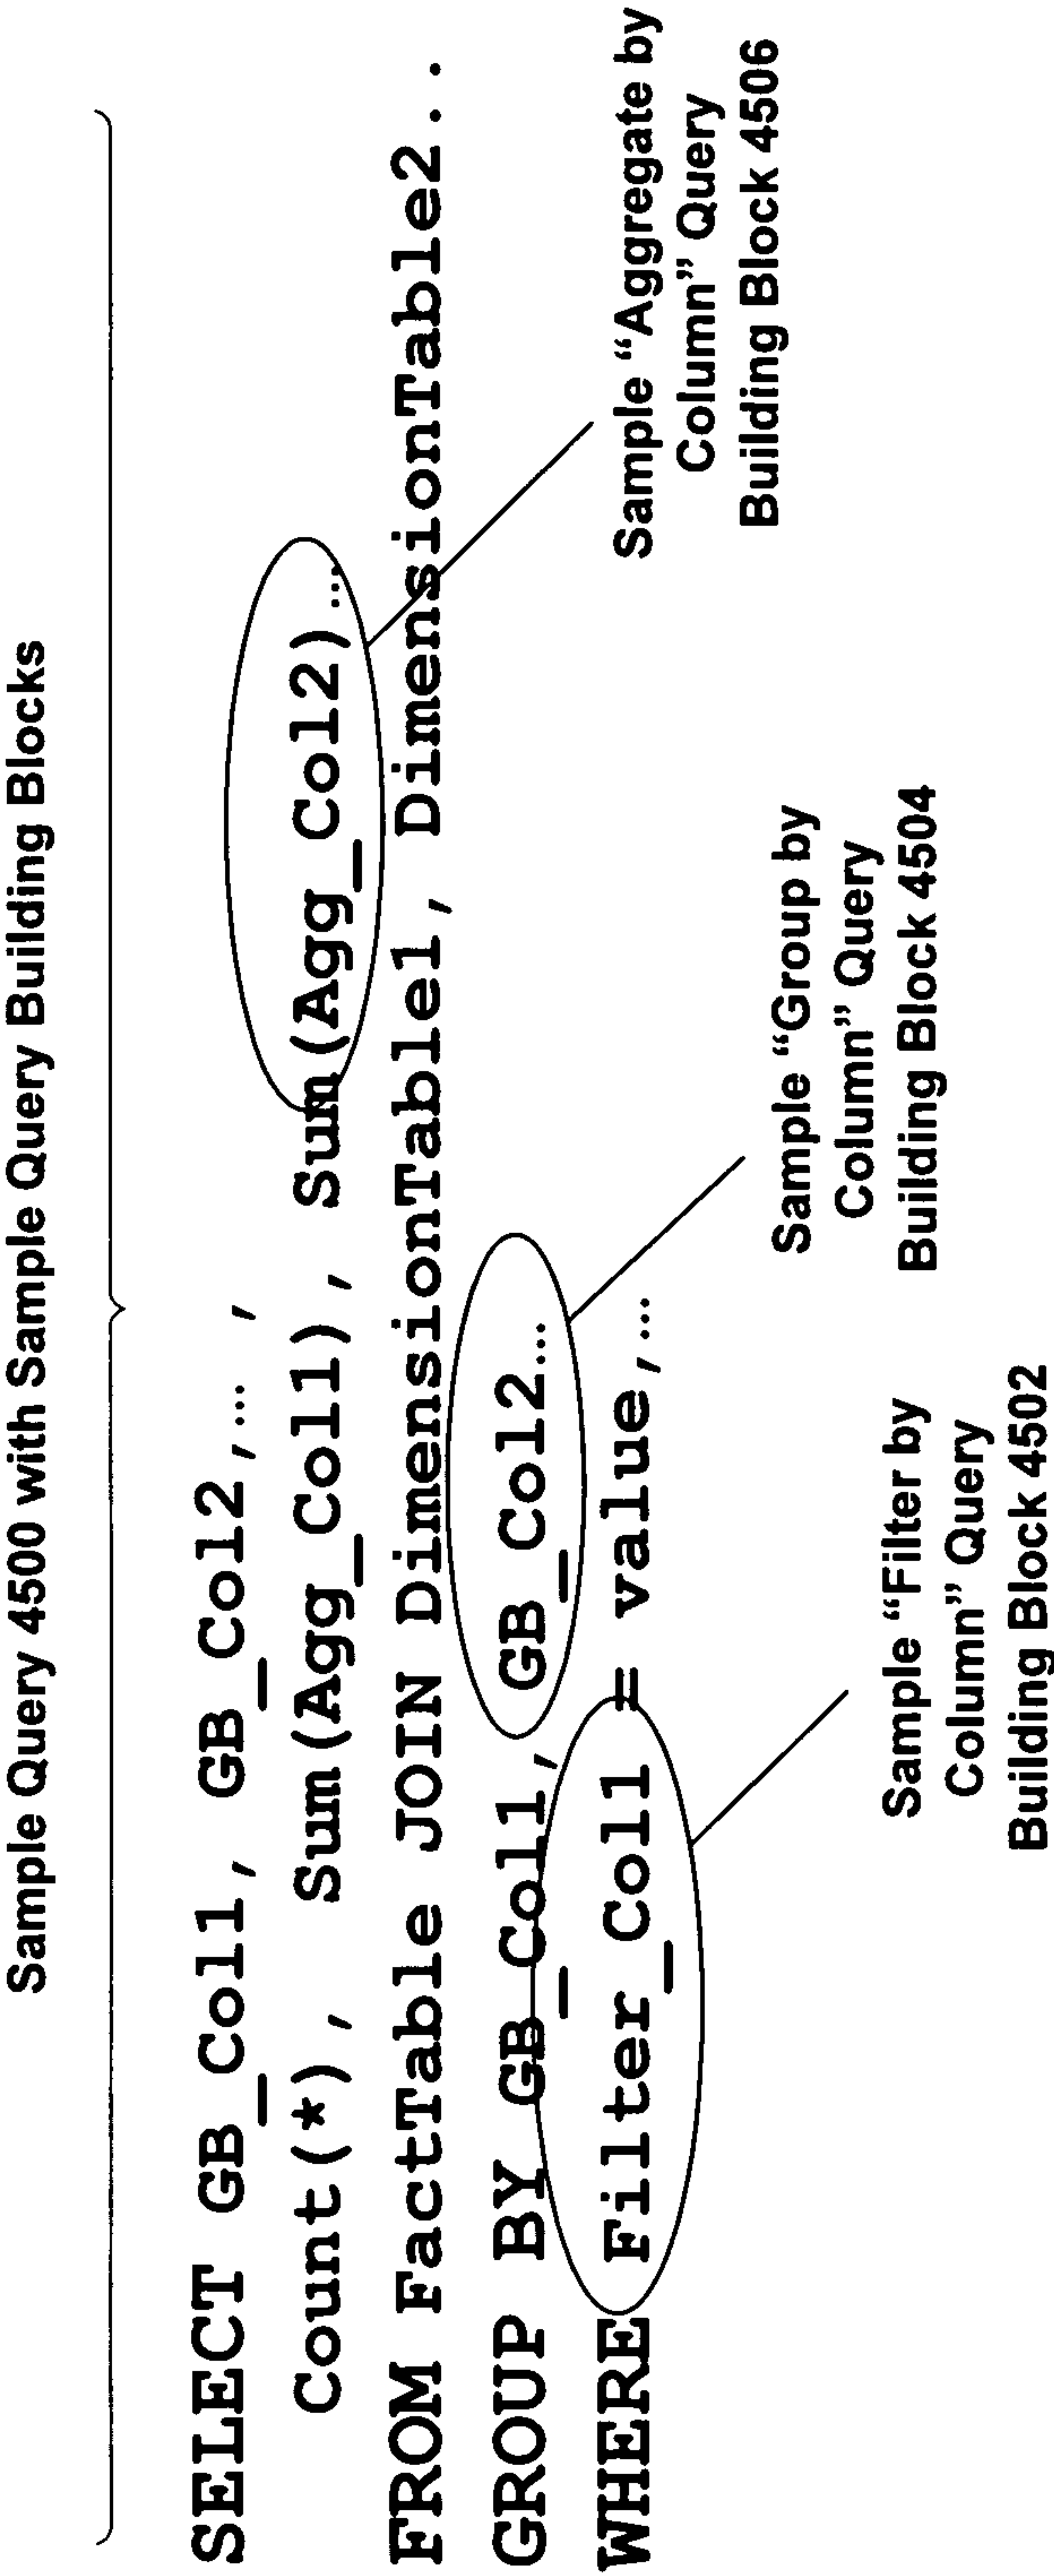 Sample Query 4500 with Sample Query Building Blocks
SELECT GB_Col1, GB_Col2,... ,
Count(*), Sum(Agg_Col1), Sum(Agg_Col2)...
FROM FactTable JOIN DimensionTable1, DimensionTable2..
GROUP BY GB_Col1, GB_Col2...
WHERE Filter_Col1 = value,...
Sample “Filter by
Column” Query
Building Block 4502
Sample “Group by
Column” Query
Building Block 4504
Sample “Aggregate by
Column” Query
Building Block 4506